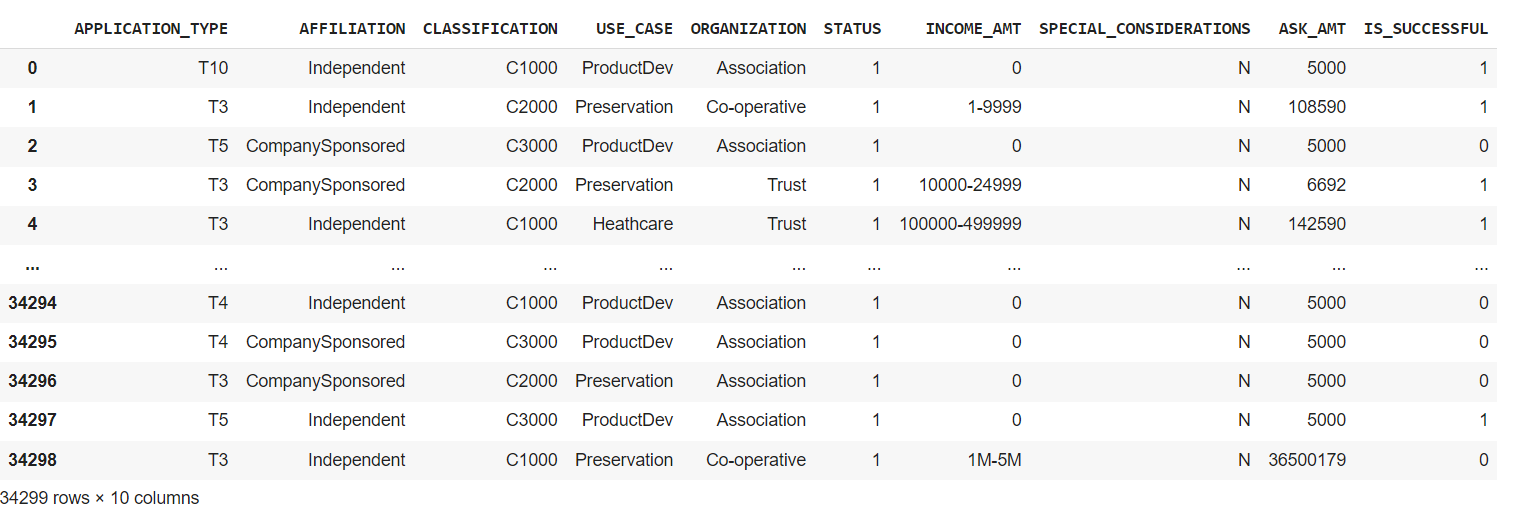 APPLICATION_TYPE AFFILIATION CLASSIFICATION USE_CASE ORGANIZATION STATUS INCOME_AMT SPECIAL_CONSIDERATIONS ASK_AMT IS_SUCCESSFUL
0 T10 Independent C1000 ProductDev Association 1 0 N 5000 1
1 T3 Independent C2000 Preservation Co-operative 1 1-9999 N 108590 1
2 T5 CompanySponsored C3000 ProductDev Association 1 0 N 5000 0
3 T3 CompanySponsored C2000 Preservation Trust 1 10000-24999 N 6692 1
4 T3 Independent C1000 Heathcare Trust 1 100000-499999 N 142590 1
... ... ... ... ... ... ... ... ... ... ...
34294 T4 Independent C1000 ProductDev Association 1 0 N 5000 0
34295 T4 CompanySponsored C3000 ProductDev Association 1 0 N 5000 0
34296 T3 CompanySponsored C2000 Preservation Association 1 0 N 5000 0
34297 T5 Independent C3000 ProductDev Association 1 0 N 5000 1
34298 T3 Independent C1000 Preservation Co-operative 1 1M-5M N 36500179 0
34299 rows × 10 columns